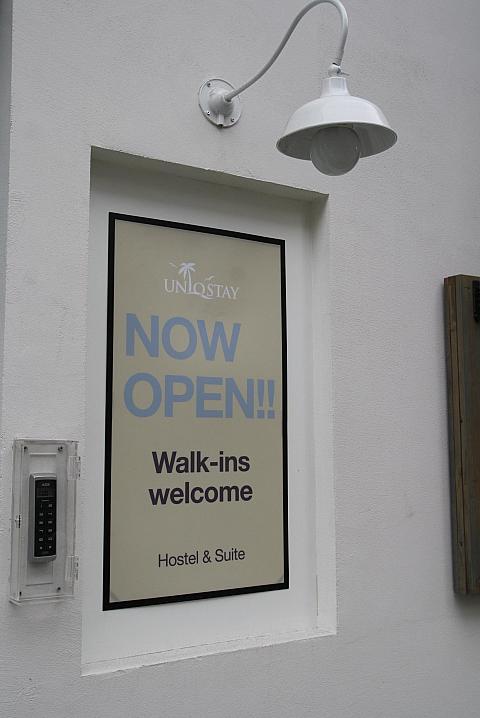 UNIQSTAY
NOW
OPEN!!
Walk-ins
welcome
Hostel & Suite